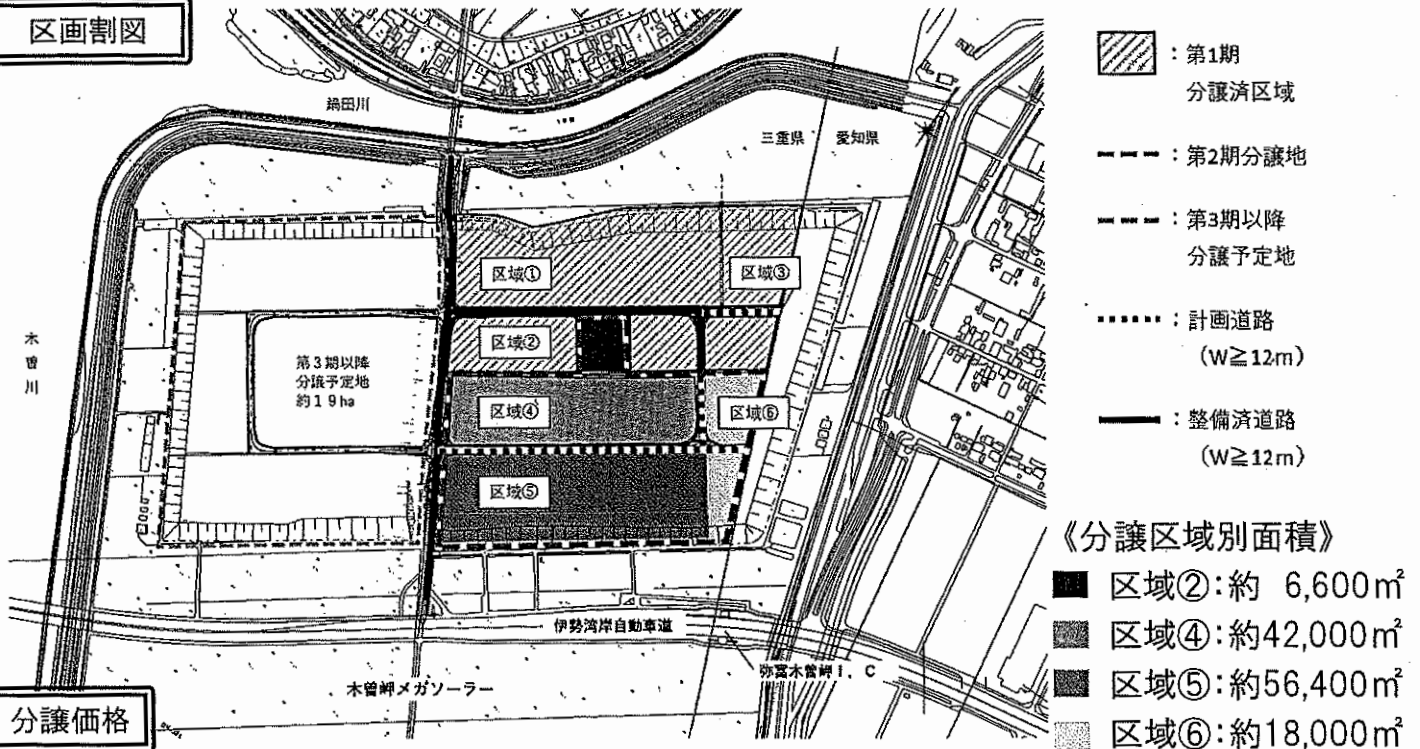 区画割図
鍋田川
三重県
愛知県
木曽川
区域①
区域③
区域②
第3期以降
分譲予定地
約19ha
区域④
区域⑥
区域⑤
伊勢湾岸自動車道
弥富木曽岬I.C
木曽岬メガソーラー
分譲価格
:第1期
分譲済区域
:第2期分譲地
:第3期以降
分譲予定地
:計画道路
(W≧12m)
:整備済道路
(W≧12m)
《分譲区域別面積》
区域②:約 6,600㎡
区域④:約42,000㎡
区域⑤:約56,400㎡
区域⑥:約18,000㎡